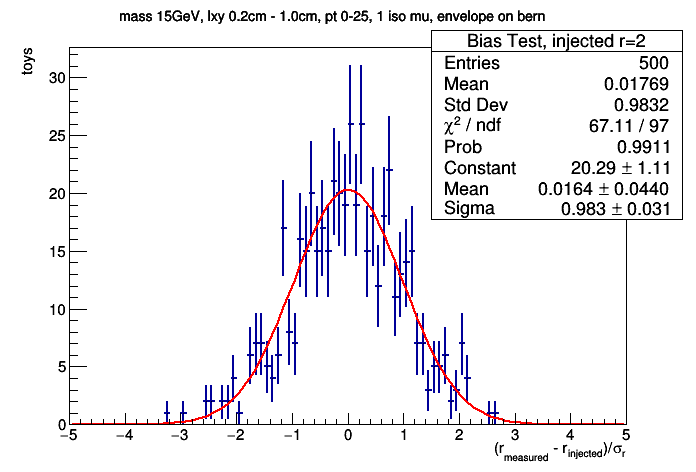 mass 15GeV, lxy 0.2cm - 1.0cm, pt 0-25, 1 iso mu, envelope on bern
Bias Test, injected r=2
Entries 500
Mean 0.01769
Std Dev 0.9832
χ² / ndf 67.11 / 97
Prob 0.9911
Constant 20.29 ± 1.11
Mean 0.0164 ± 0.0440
Sigma 0.983 ± 0.031
toys
30
25
20
15
10
5
0
−5 −4 −3 −2 −1 0 1 2 3 4 5
(r_measured - r_injected)/σ_r